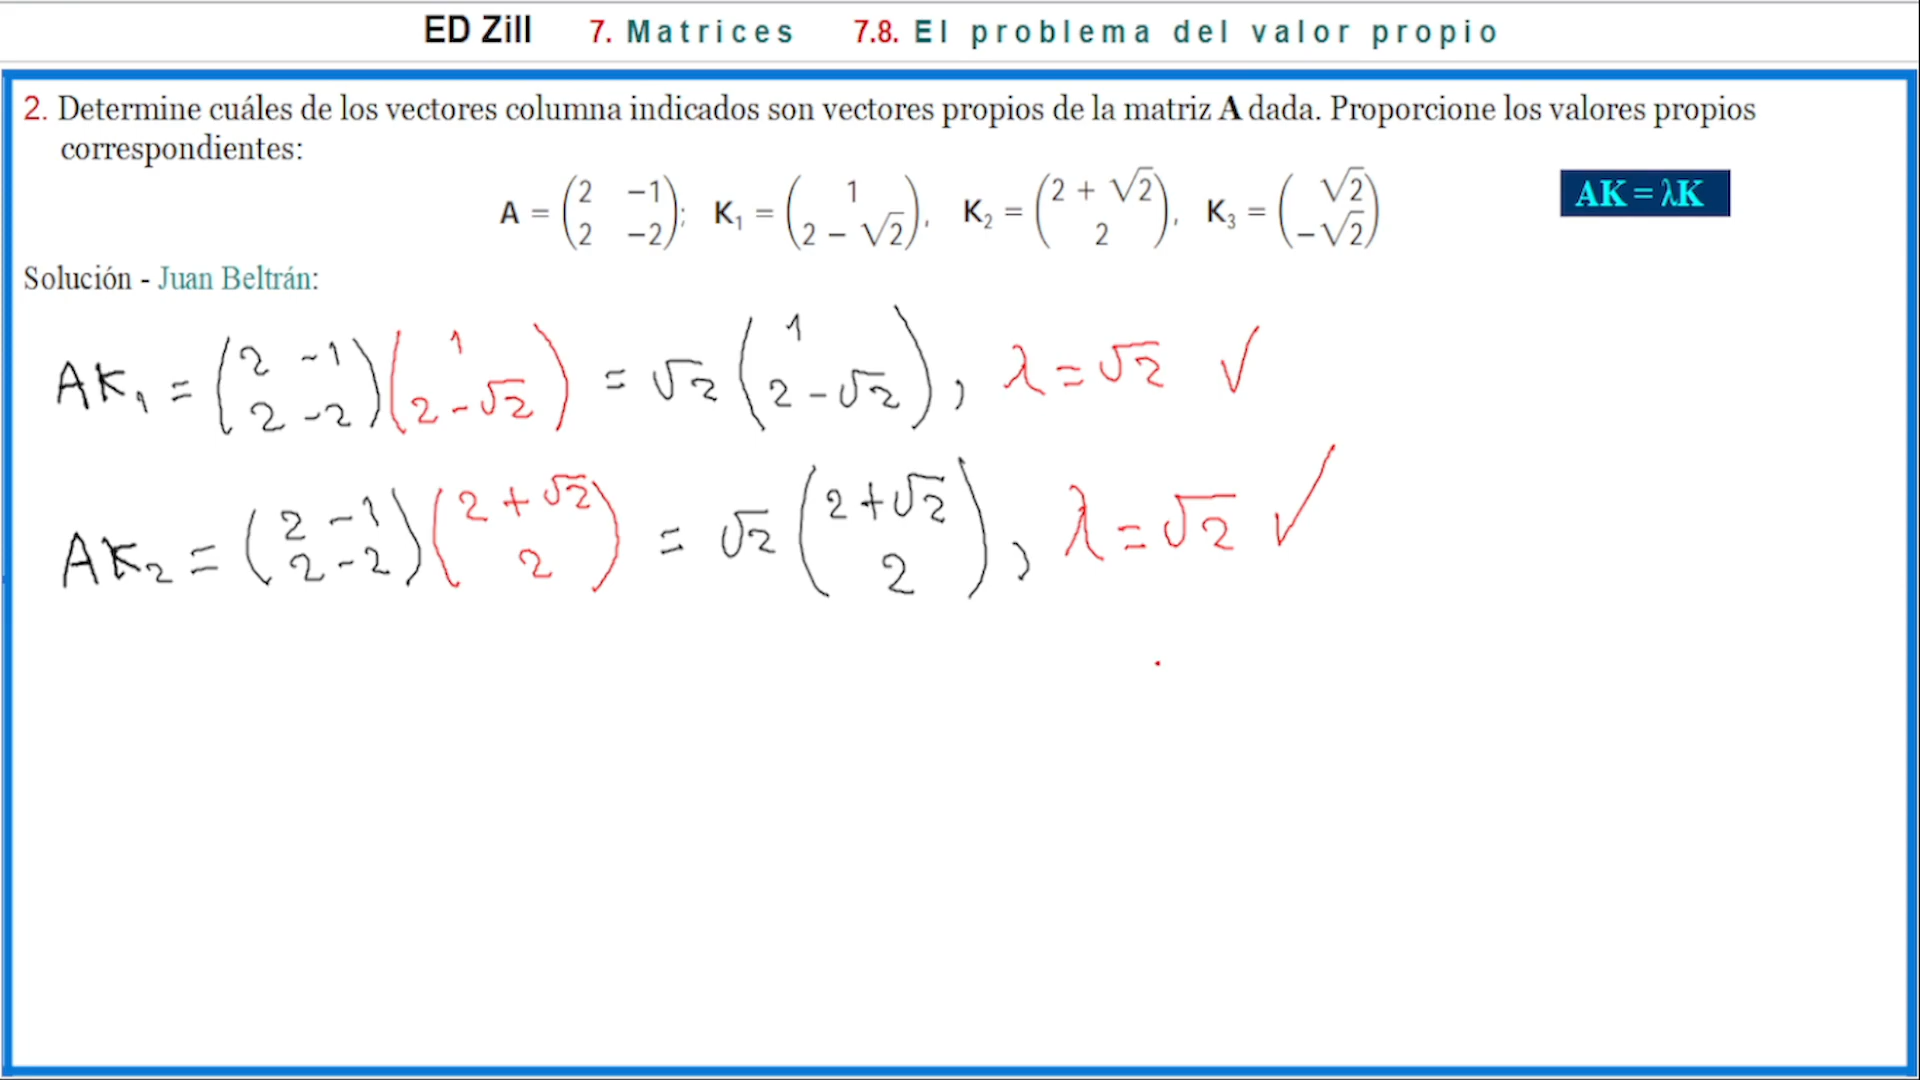 ED Zill 7. Matrices 7.8. El problema del valor propio
2. Determine cuáles de los vectores columna indicados son vectores propios de la matriz A dada. Proporcione los valores propios
correspondientes:
A = (2 −1; 2 −2); K₁ = (1; 2 − √2), K₂ = (2 + √2; 2), K₃ = (√2; −√2)
AK = λK
Solución - Juan Beltrán:
AK₁ = (2 −1; 2 −2)(1; 2 − √2) = √2 (1; 2 − √2), λ = √2 ✓
AK₂ = (2 −1; 2 −2)(2 + √2; 2) = √2 (2 + √2; 2), λ = √2 ✓